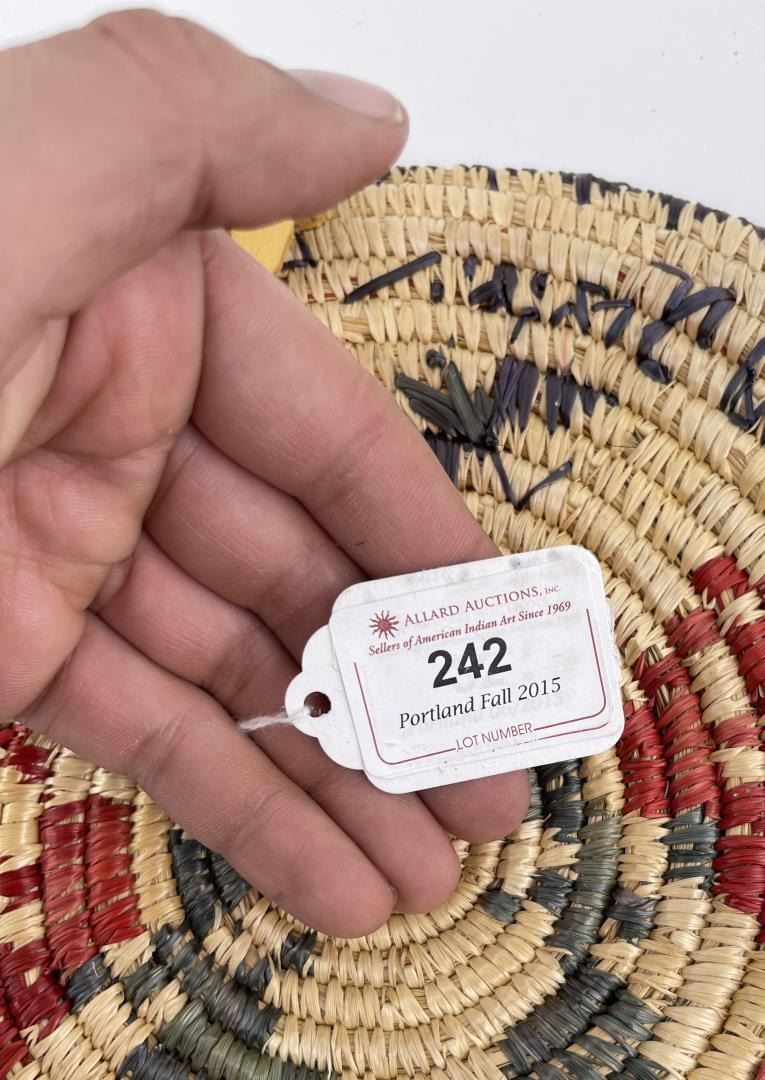 ALLARD AUCTIONS, INC.
Sellers of American Indian Art Since 1969
242
Portland Fall 2015
LOT NUMBER